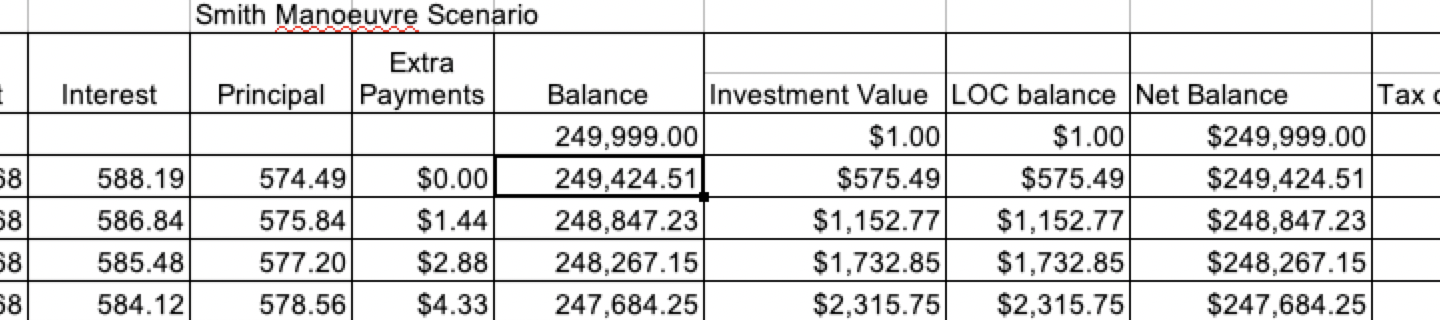 Smith Manoeuvre Scenario
Extra
t Interest Principal Payments Balance Investment Value LOC balance Net Balance Tax
249,999.00 $1.00 $1.00 $249,999.00
68 588.19 574.49 $0.00 249,424.51 $575.49 $575.49 $249,424.51
68 586.84 575.84 $1.44 248,847.23 $1,152.77 $1,152.77 $248,847.23
68 585.48 577.20 $2.88 248,267.15 $1,732.85 $1,732.85 $248,267.15
68 584.12 578.56 $4.33 247,684.25 $2,315.75 $2,315.75 $247,684.25